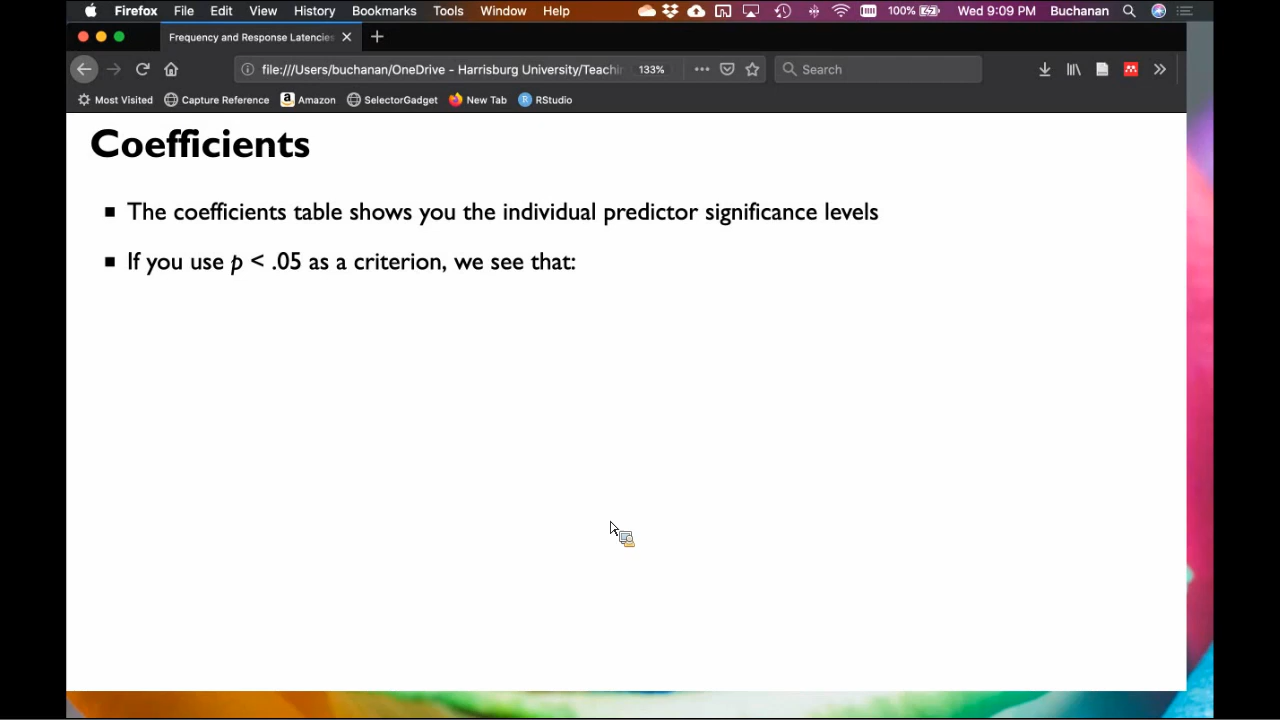 Firefox File Edit View History Bookmarks Tools Window Help 100% Wed 9:09 PM Buchanan
Frequency and Response Latencies
file:///Users/buchanan/OneDrive - Harrisburg University/Teachin 133% Search
Most Visited Capture Reference Amazon SelectorGadget New Tab RStudio
Coefficients
The coefficients table shows you the individual predictor significance levels
If you use p < .05 as a criterion, we see that: